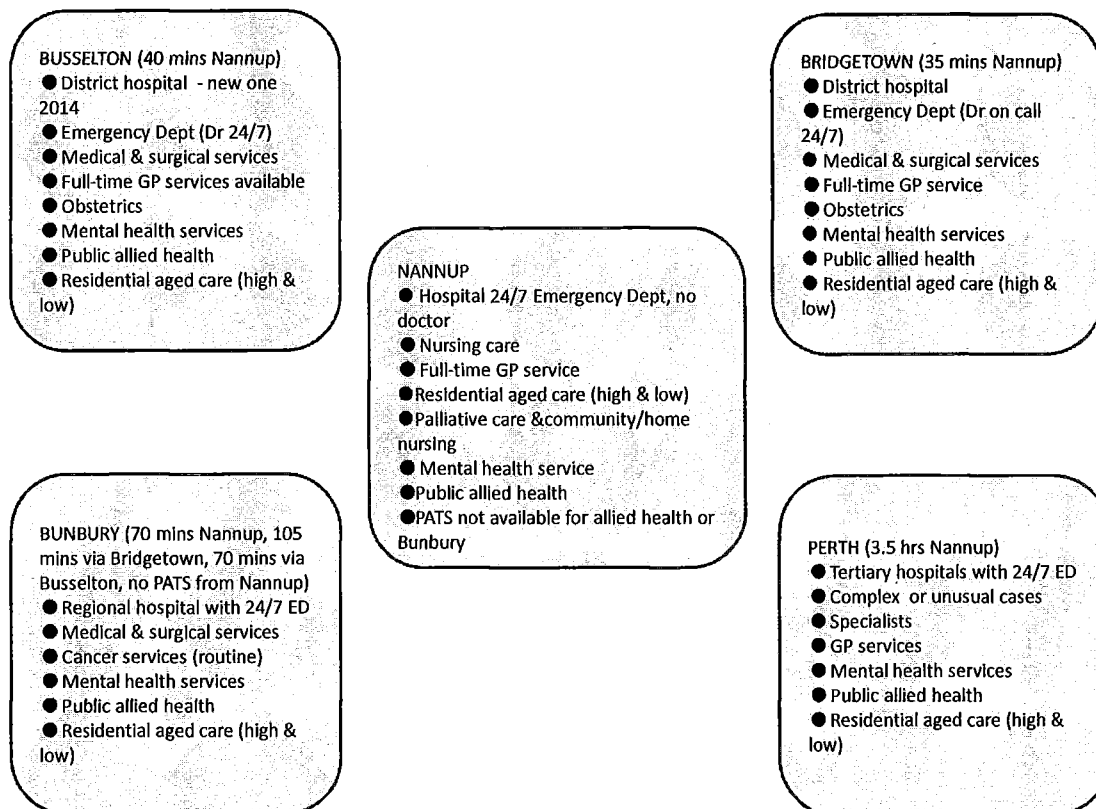 BUSSELTON (40 mins Nannup)
● District hospital - new one
2014
● Emergency Dept (Dr 24/7)
● Medical & surgical services
● Full-time GP services available
● Obstetrics
● Mental health services
● Public allied health
● Residential aged care (high &
low)
BRIDGETOWN (35 mins Nannup)
● District hospital
● Emergency Dept (Dr on call
24/7)
● Medical & surgical services
● Full-time GP service
● Obstetrics
● Mental health services
● Public allied health
● Residential aged care (high &
low)
NANNUP
● Hospital 24/7 Emergency Dept, no
doctor
● Nursing care
● Full-time GP service
●Residential aged care (high & low)
●Palliative care &community/home
nursing
● Mental health service
●Public allied health
●PATS not available for allied health or
Bunbury
BUNBURY (70 mins Nannup, 105
mins via Bridgetown, 70 mins via
Busselton, no PATS from Nannup)
● Regional hospital with 24/7 ED
● Medical & surgical services
● Cancer services (routine)
● Mental health services
● Public allied health
● Residential aged care (high &
low)
PERTH (3.5 hrs Nannup)
● Tertiary hospitals with 24/7 ED
● Complex or unusual cases
● Specialists
● GP services
● Mental health services
● Public allied health
● Residential aged care (high &
low)